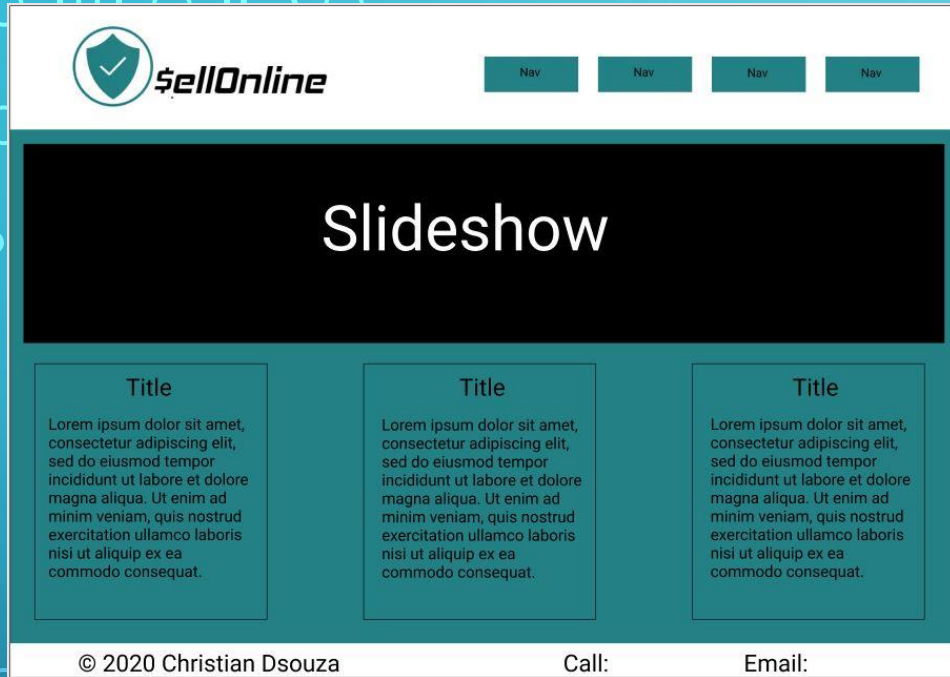 $ellOnline
Nav Nav Nav Nav
Slideshow
Title
Lorem ipsum dolor sit amet,
consectetur adipiscing elit,
sed do eiusmod tempor
incididunt ut labore et dolore
magna aliqua. Ut enim ad
minim veniam, quis nostrud
exercitation ullamco laboris
nisi ut aliquip ex ea
commodo consequat.
Title
Lorem ipsum dolor sit amet,
consectetur adipiscing elit,
sed do eiusmod tempor
incididunt ut labore et dolore
magna aliqua. Ut enim ad
minim veniam, quis nostrud
exercitation ullamco laboris
nisi ut aliquip ex ea
commodo consequat.
Title
Lorem ipsum dolor sit amet,
consectetur adipiscing elit,
sed do eiusmod tempor
incididunt ut labore et dolore
magna aliqua. Ut enim ad
minim veniam, quis nostrud
exercitation ullamco laboris
nisi ut aliquip ex ea
commodo consequat.
© 2020 Christian Dsouza Call: Email: